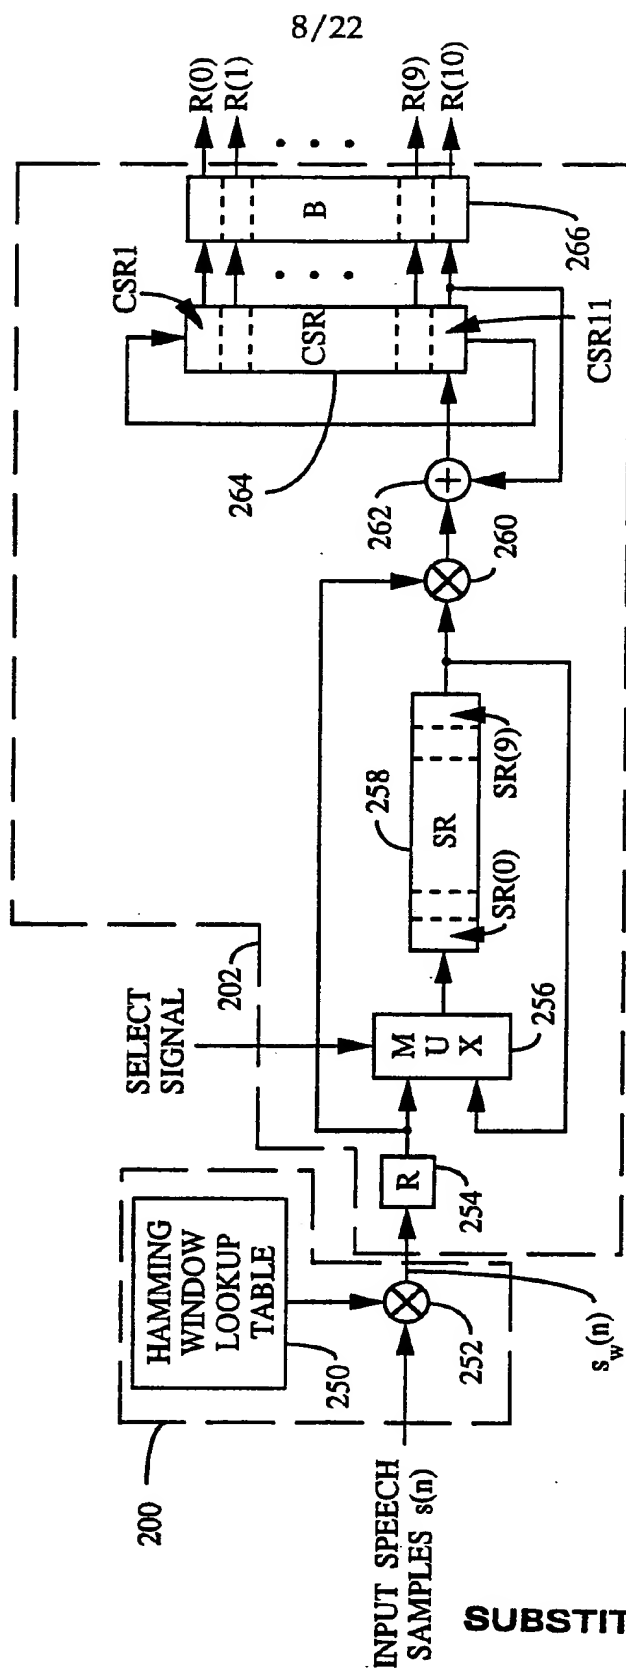 8/22
INPUT SPEECH
SAMPLES s(n)
200
HAMMING
WINDOW
LOOKUP
TABLE
250
252
s_w(n)
SELECT
SIGNAL
202
R
254
MUX
256
258
SR
SR(0)
SR(9)
260
262
264
CSR1
CSR
CSR11
B
266
R(0)
R(1)
R(9)
R(10)
SUBSTIT